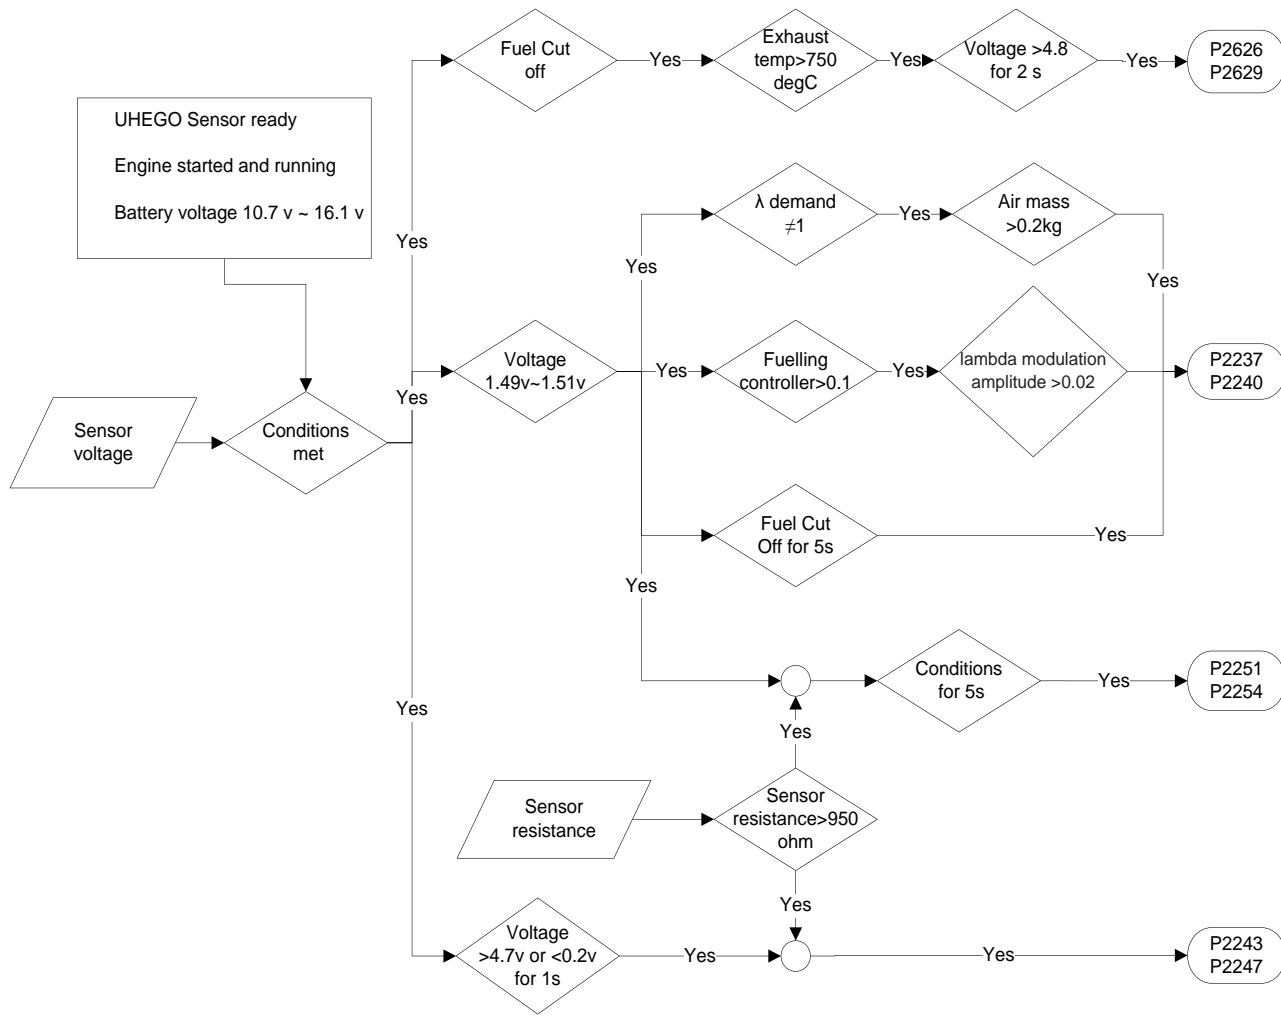 Fuel Cut
off
Yes
Exhaust
temp>750
degC
Yes
Voltage >4.8
for 2 s
Yes
P2626
P2629
UHEGO Sensor ready
Engine started and running
Battery voltage 10.7 v ~ 16.1 v
Yes
λ demand
≠1
Yes
Air mass
>0.2kg
Yes
Yes
Voltage
1.49v~1.51v
Yes
Fuelling
controller>0.1
Yes
lambda modulation
amplitude >0.02
P2237
P2240
Yes
Sensor
voltage
Conditions
met
Fuel Cut
Off for 5s
Yes
Yes
Conditions
for 5s
Yes
P2251
P2254
Yes
Yes
Sensor
resistance
Sensor
resistance>950
ohm
Yes
Voltage
>4.7v or <0.2v
for 1s
Yes
Yes
P2243
P2247